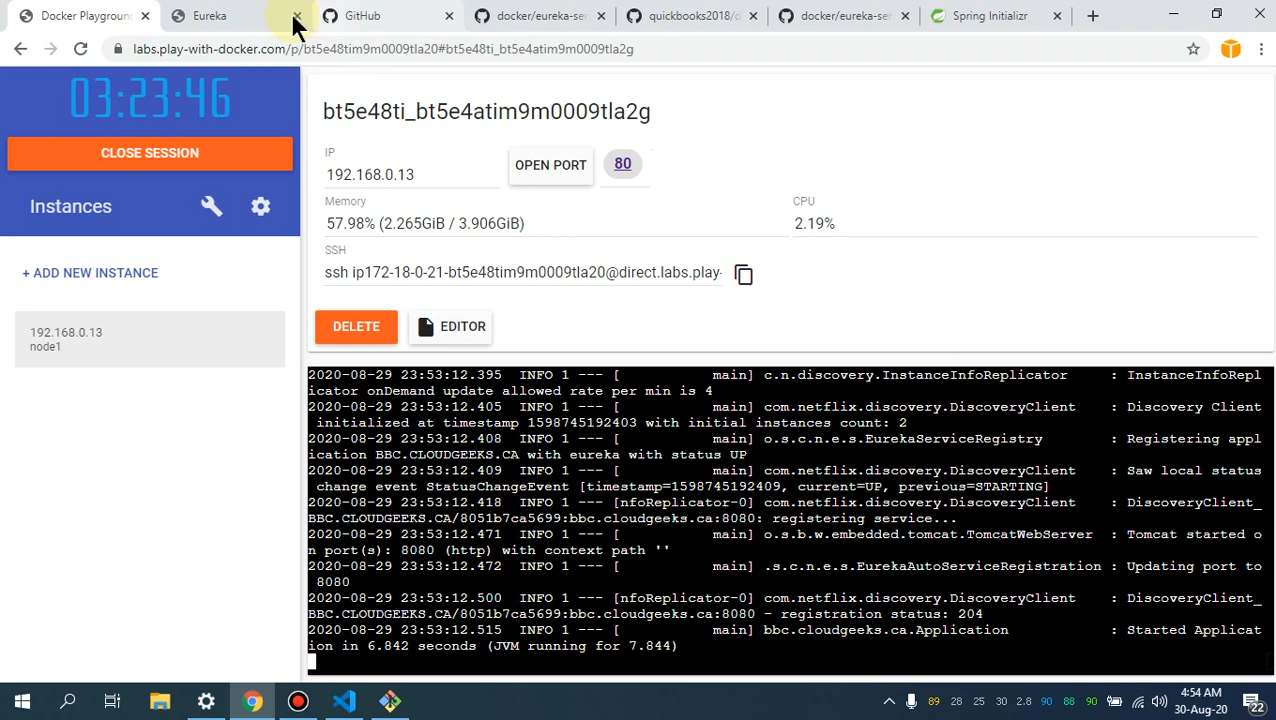 Docker Playground
Eureka
GitHub
docker/eureka-ser
quickbooks2018/
docker/eureka-ser
Spring Initializr
labs.play-with-docker.com/p/bt5e48tim9m0009tla20#bt5e48ti_bt5e4atim9m0009tla2g
03:23:46
CLOSE SESSION
Instances
+ ADD NEW INSTANCE
192.168.0.13
node1
bt5e48ti_bt5e4atim9m0009tla2g
IP
192.168.0.13
OPEN PORT
80
Memory
57.98% (2.265GiB / 3.906GiB)
CPU
2.19%
SSH
ssh ip172-18-0-21-bt5e48tim9m0009tla20@direct.labs.play-
DELETE
EDITOR
2020-08-29 23:53:12.395  INFO 1 --- [           main] c.n.discovery.InstanceInfoReplicator     : InstanceInfoRepl
icator onDemand update allowed rate per min is 4
2020-08-29 23:53:12.405  INFO 1 --- [           main] com.netflix.discovery.DiscoveryClient    : Discovery Client
 initialized at timestamp 1598745192403 with initial instances count: 2
2020-08-29 23:53:12.408  INFO 1 --- [           main] o.s.c.n.e.s.EurekaServiceRegistry        : Registering appl
ication BBC.CLOUDGEEKS.CA with eureka with status UP
2020-08-29 23:53:12.409  INFO 1 --- [           main] com.netflix.discovery.DiscoveryClient    : Saw local status
 change event StatusChangeEvent [timestamp=1598745192409, current=UP, previous=STARTING]
2020-08-29 23:53:12.418  INFO 1 --- [nfoReplicator-0] com.netflix.discovery.DiscoveryClient    : DiscoveryClient_
BBC.CLOUDGEEKS.CA/8051b7ca5699:bbc.cloudgeeks.ca:8080: registering service...
2020-08-29 23:53:12.471  INFO 1 --- [           main] o.s.b.w.embedded.tomcat.TomcatWebServer  : Tomcat started o
n port(s): 8080 (http) with context path ''
2020-08-29 23:53:12.472  INFO 1 --- [           main] .s.c.n.e.s.EurekaAutoServiceRegistration : Updating port to
 8080
2020-08-29 23:53:12.500  INFO 1 --- [nfoReplicator-0] com.netflix.discovery.DiscoveryClient    : DiscoveryClient_
BBC.CLOUDGEEKS.CA/8051b7ca5699:bbc.cloudgeeks.ca:8080 - registration status: 204
2020-08-29 23:53:12.515  INFO 1 --- [           main] bbc.cloudgeeks.ca.Application            : Started Applicat
ion in 6.842 seconds (JVM running for 7.844)
89 28 25 30 2.8 90 88 90
4:54 AM
30-Aug-20
22